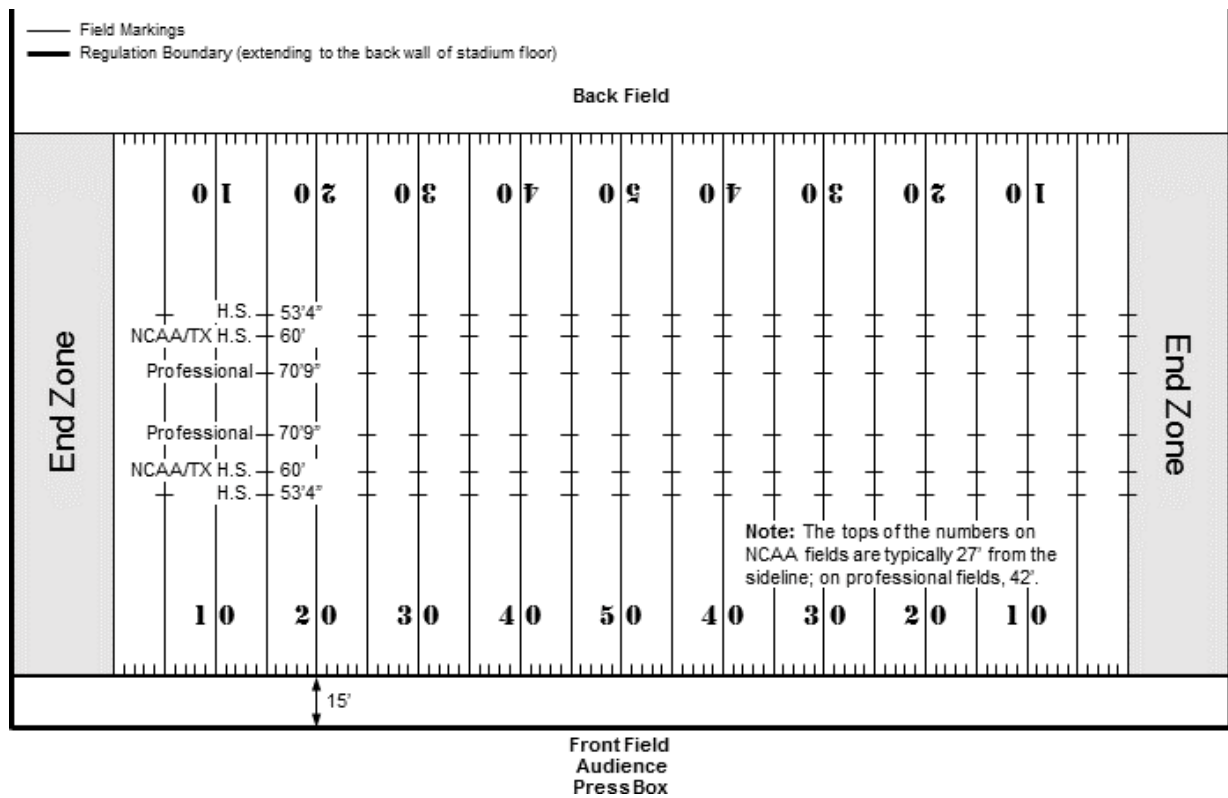 Field Markings
Regulation Boundary (extending to the back wall of stadium floor)
Back Field
10 20 30 40 50 40 30 20 10
H.S. 53'4"
NCAA/TX H.S. 60'
Professional 70'9"
End Zone
End Zone
Professional 70'9"
NCAA/TX H.S. 60'
H.S. 53'4"
Note: The tops of the numbers on
NCAA fields are typically 27' from the
sideline; on professional fields, 42'.
10 20 30 40 50 40 30 20 10
15'
Front Field
Audience
Press Box